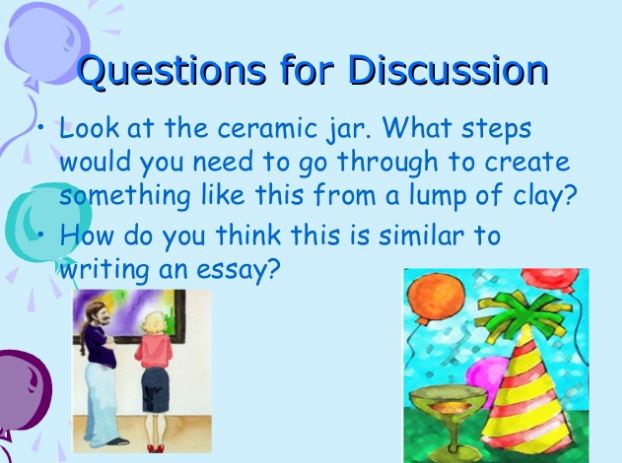 Questions for Discussion
• Look at the ceramic jar. What steps
would you need to go through to create
something like this from a lump of clay?
• How do you think this is similar to
writing an essay?